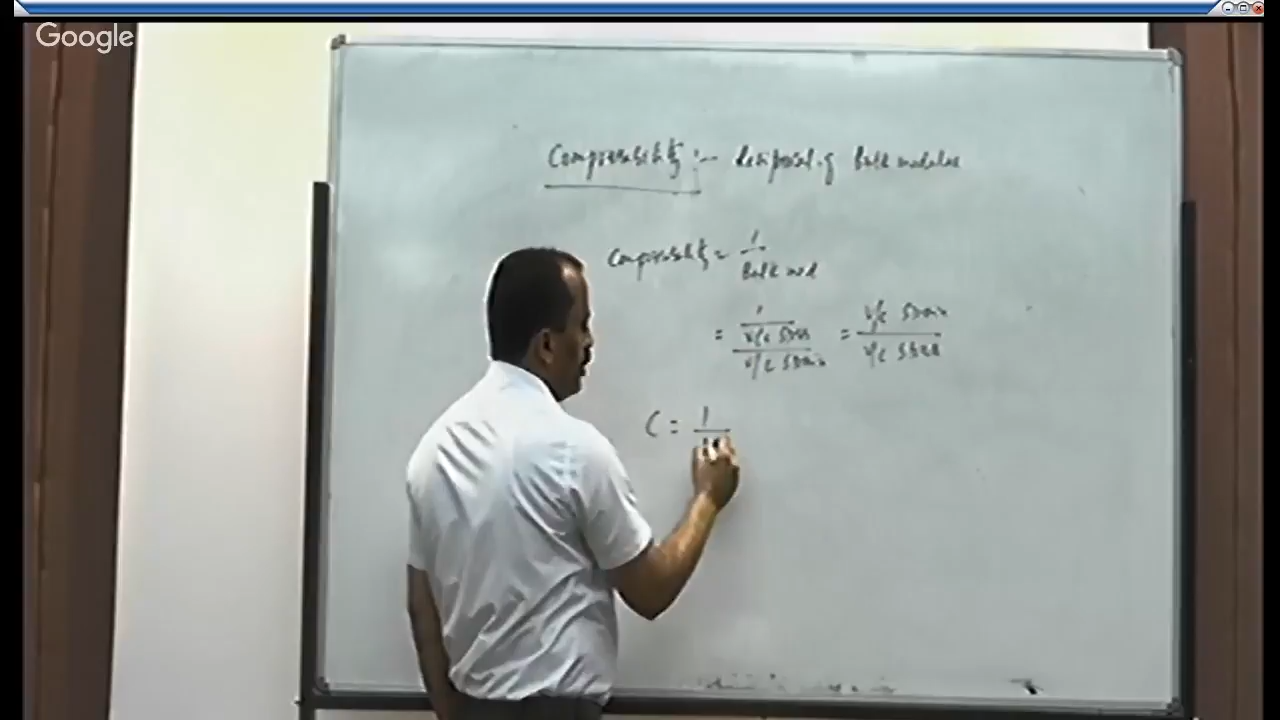 Google
Compressibility :- Reciprocal of Bulk modulus
Compressibility = 1 / Bulk mod
= 1 / v/c stress / v/c strain = v/c strain / v/c stress
C = 1